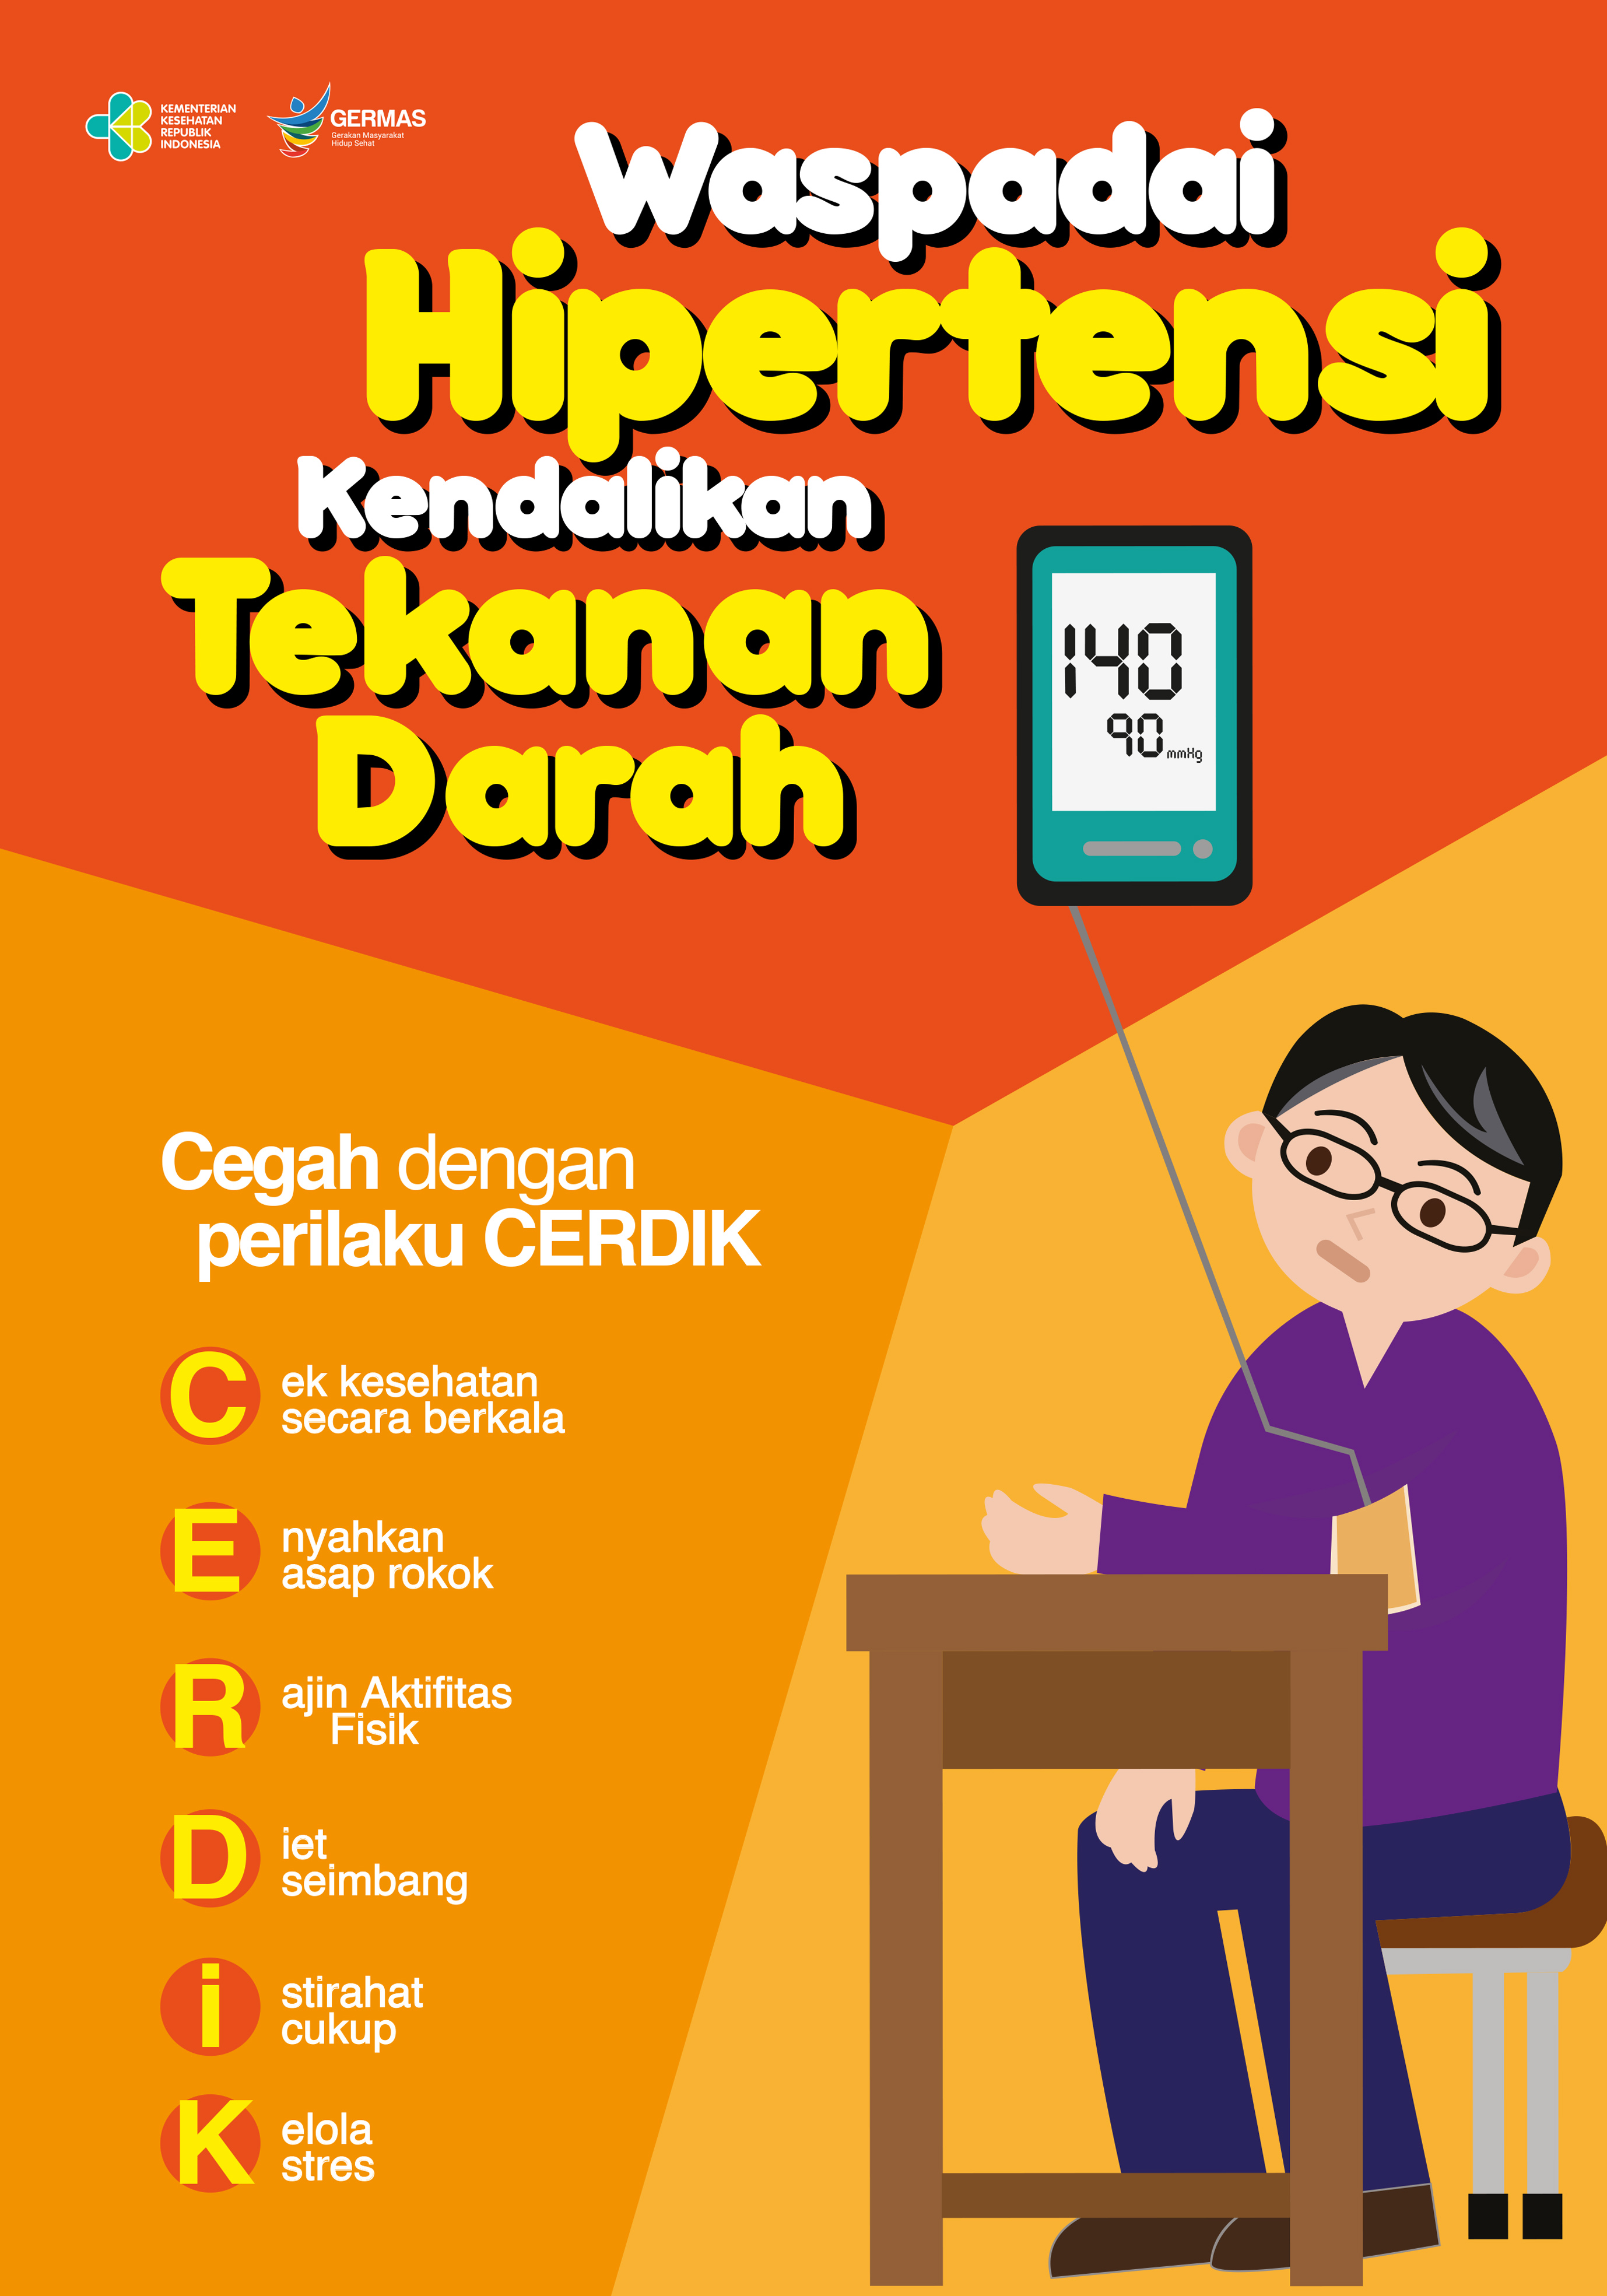 KEMENTERIAN
KESEHATAN
REPUBLIK
INDONESIA
GERMAS
Gerakan Masyarakat
Hidup Sehat
Waspadai
Hipertensi
Kendalikan
Tekanan
Darah
140
90 mmHg
Cegah dengan
perilaku CERDIK
C ek kesehatan
secara berkala
E nyahkan
asap rokok
R ajin Aktifitas
Fisik
D iet
seimbang
i stirahat
cukup
K elola
stres